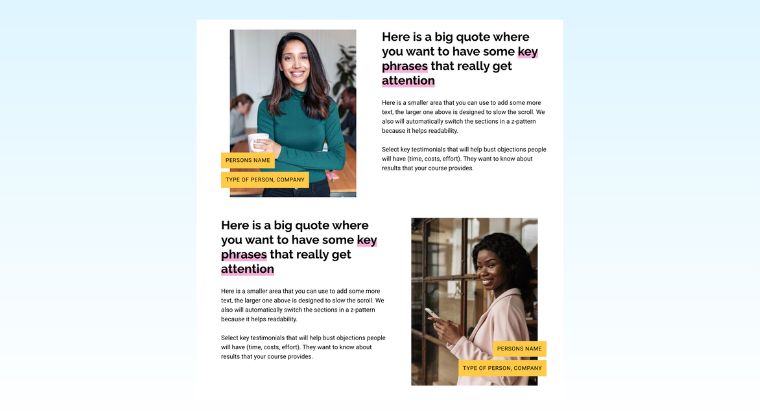 Here is a big quote where
you want to have some key
phrases that really get
attention
Here is a smaller area that you can use to add some more
text, the larger one above is designed to slow the scroll. We
also will automatically switch the sections in a z-pattern
because it helps readability.
Select key testimonials that will help bust objections people
will have (time, costs, effort). They want to know about
results that your course provides.
PERSONS NAME
TYPE OF PERSON, COMPANY
Here is a big quote where
you want to have some key
phrases that really get
attention
Here is a smaller area that you can use to add some more
text, the larger one above is designed to slow the scroll. We
also will automatically switch the sections in a z-pattern
because it helps readability.
Select key testimonials that will help bust objections people
will have (time, costs, effort). They want to know about
results that your course provides.
PERSONS NAME
TYPE OF PERSON, COMPANY